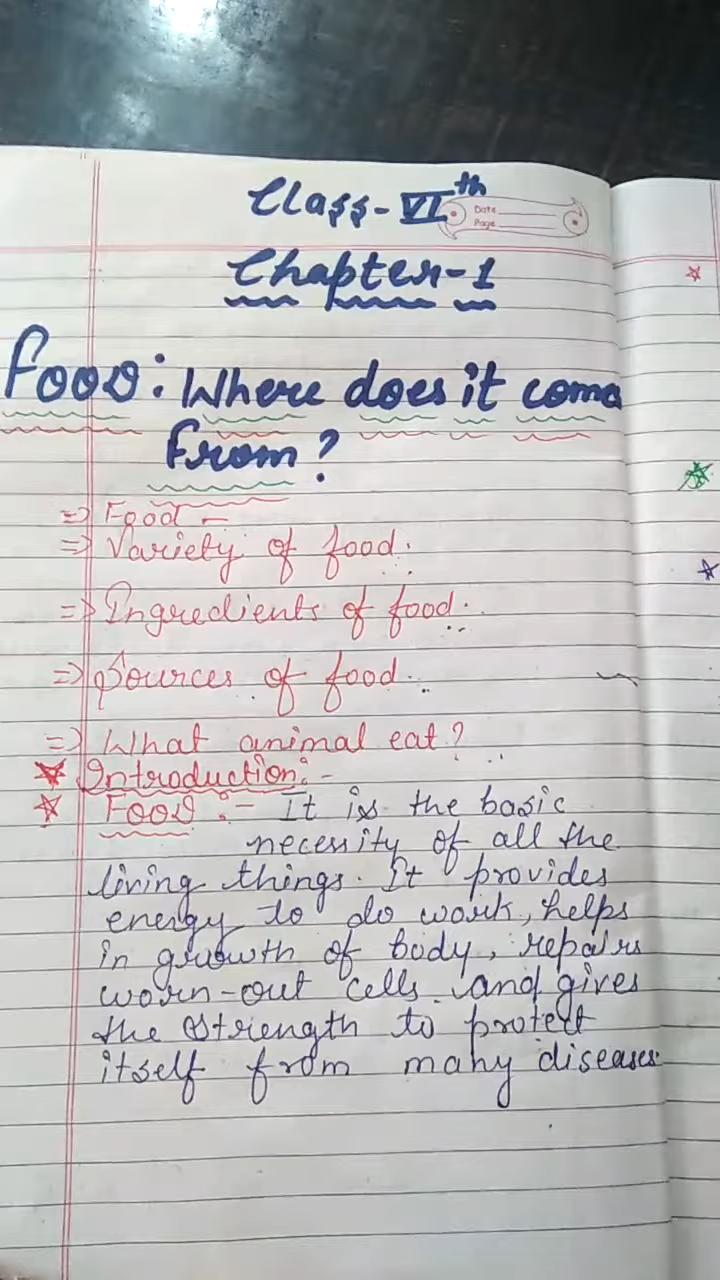 Class-VIth
Date
Page
Chapter-1
Food: Where does it come
from?
=> Food -
=> Variety of food.
=> Ingredients of food.
=> Sources of food.
=> What animal eat?
Introduction:-
Food :- It is the basic
necessity of all the
living things. It provides
energy to do work, helps
in growth of body, repairs
worn-out cells and gives
the strength to protect
itself from many diseases